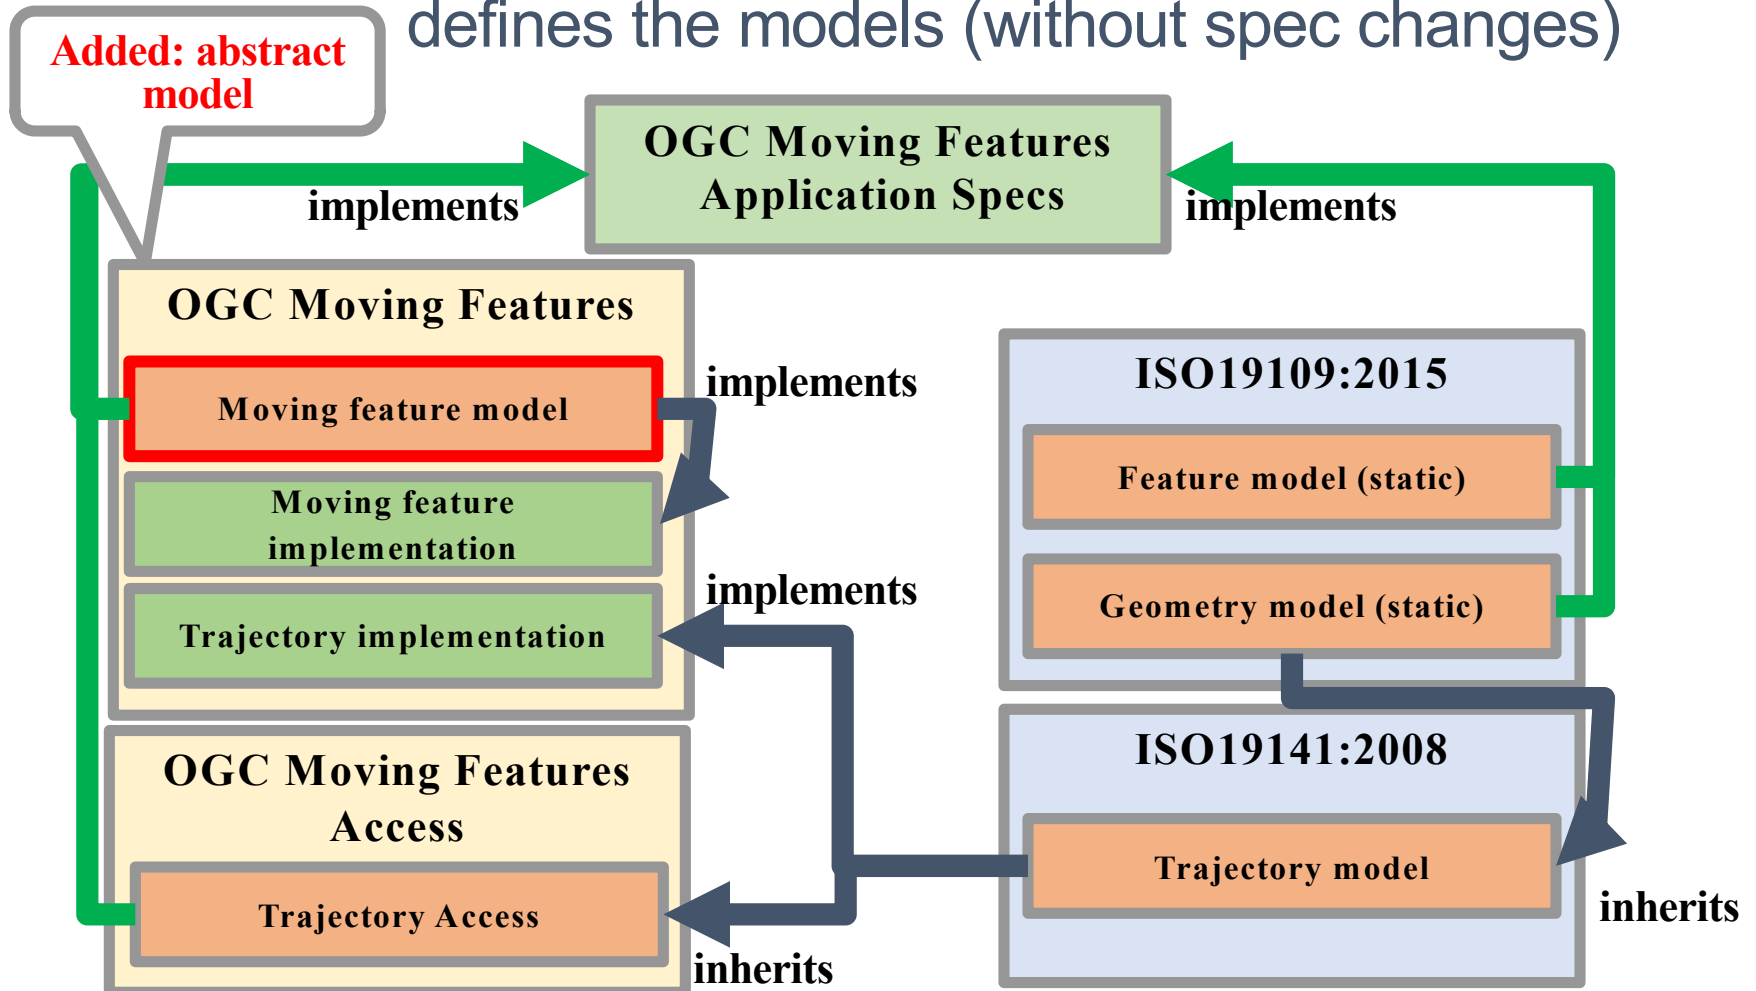 defines the models (without spec changes)
Added: abstract
model
OGC Moving Features
Application Specs
implements
implements
OGC Moving Features
Moving feature model
implements
Moving feature
implementation
implements
Trajectory implementation
ISO19109:2015
Feature model (static)
Geometry model (static)
OGC Moving Features
Access
Trajectory Access
inherits
ISO19141:2008
Trajectory model
inherits